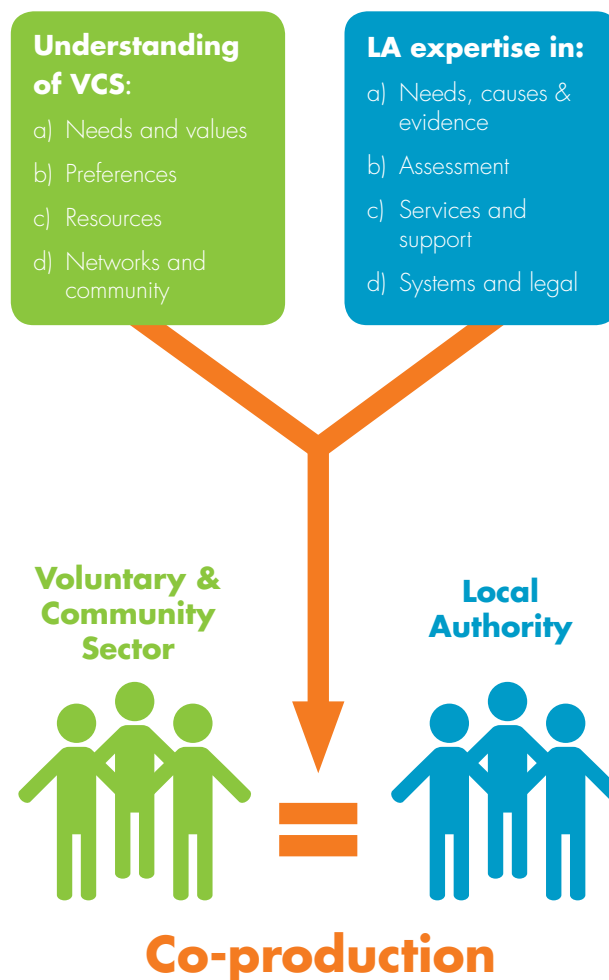 Understanding
of VCS:
a) Needs and values
b) Preferences
c) Resources
d) Networks and
community
LA expertise in:
a) Needs, causes &
evidence
b) Assessment
c) Services and
support
d) Systems and legal
Voluntary &
Community
Sector
Local
Authority
=
Co-production